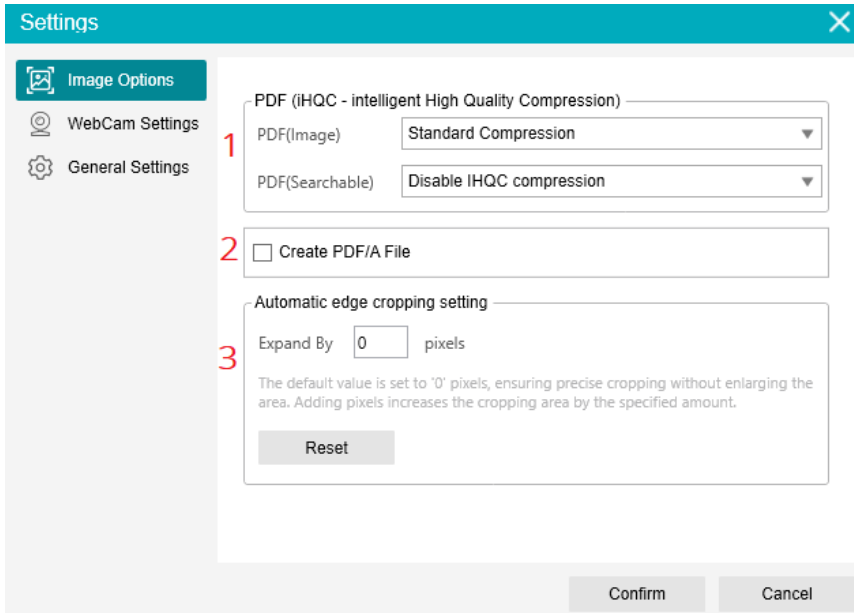 Settings
Image Options
WebCam Settings
General Settings
PDF (iHQC - intelligent High Quality Compression)
1
PDF(Image) Standard Compression
PDF(Searchable) Disable IHQC compression
2
Create PDF/A File
Automatic edge cropping setting
3
Expand By 0 pixels
The default value is set to '0' pixels, ensuring precise cropping without enlarging the
area. Adding pixels increases the cropping area by the specified amount.
Reset
Confirm Cancel